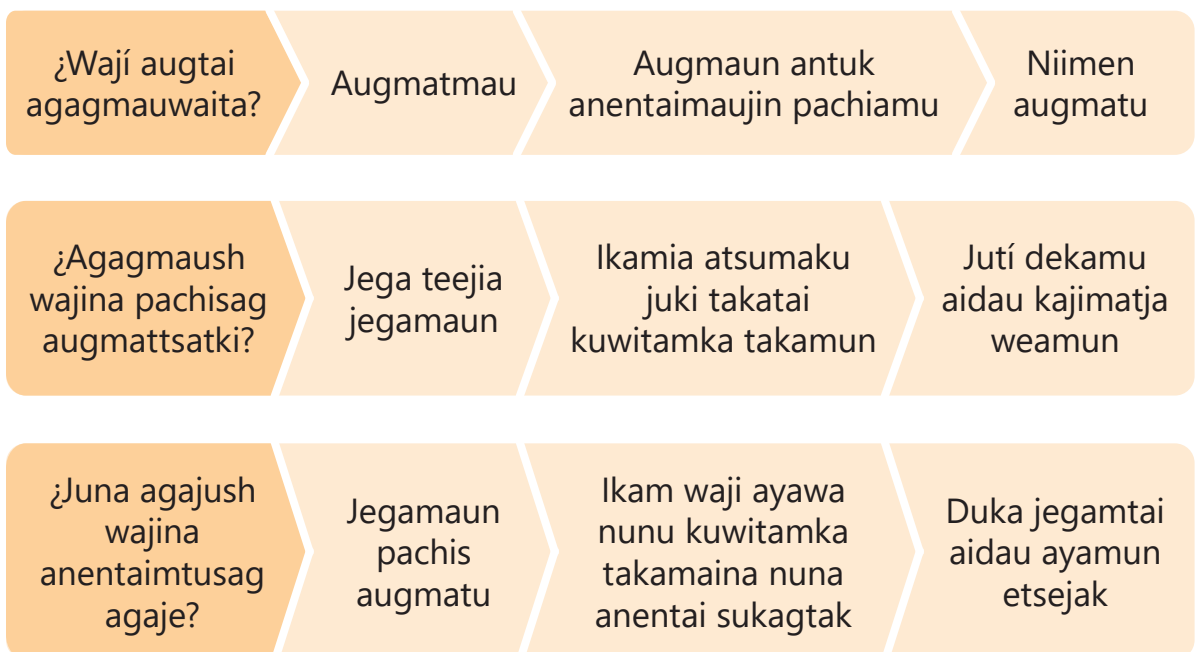 ¿Wají augtai
agagmauwaita?
Augmatmau
Augmaun antuk
anentaimaujin pachiamu
Niimen
augmatu
¿Agagmaush
wajina pachisag
augmattsatki?
Jega teejia
jegamaun
Ikamia atsumaku
juki takatai
kuwitamka takamun
Jutí dekamu
aidau kajimatja
weamun
¿Juna agajush
wajina
anentaimtusag
agaje?
Jegamaun
pachis
augmatu
Ikam waji ayawa
nunu kuwitamka
takamaina nuna
anentai sukagtak
Duka jegamtai
aidau ayamun
etsejak